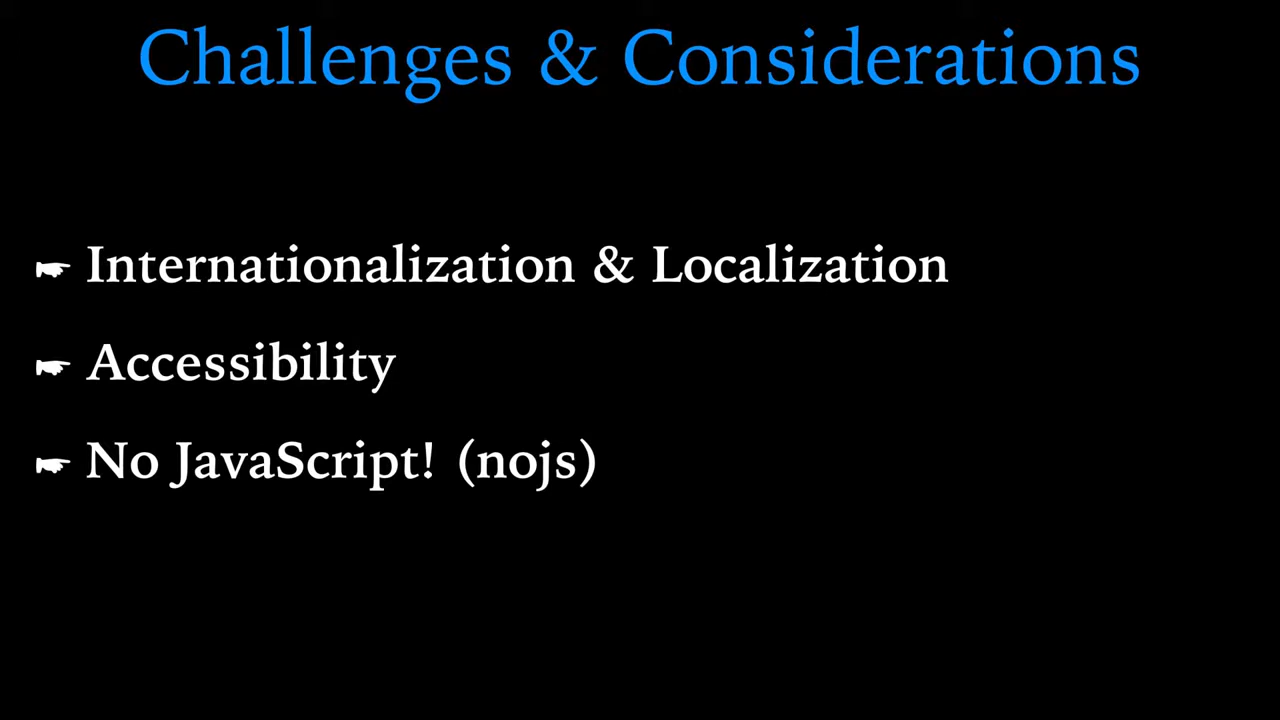 Challenges & Considerations
☛ Internationalization & Localization
☛ Accessibility
☛ No JavaScript! (nojs)